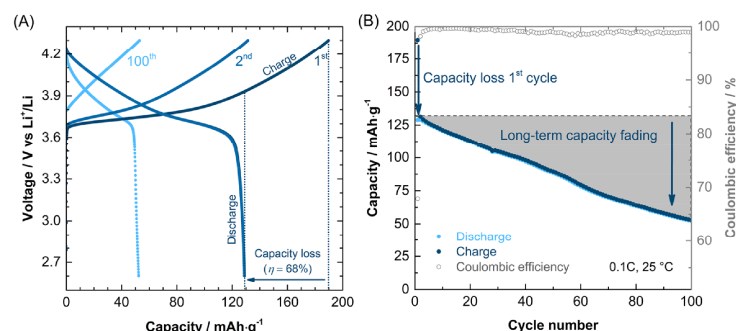 (A)
4.2
3.9
3.6
3.3
3.0
2.7
Voltage / V vs Li⁺/Li
100th
2nd
Charge
1st
Discharge
Capacity loss
(η = 68%)
0 40 80 120 160 200
Capacity / mAh·g⁻¹
(B)
200
175
150
125
100
75
50
25
0
Capacity / mAh·g⁻¹
Capacity loss 1st cycle
Long-term capacity fading
Discharge
Charge
Coulombic efficiency
0.1C, 25 °C
0 20 40 60 80 100
Cycle number
100
90
80
70
60
Coulombic efficiency / %